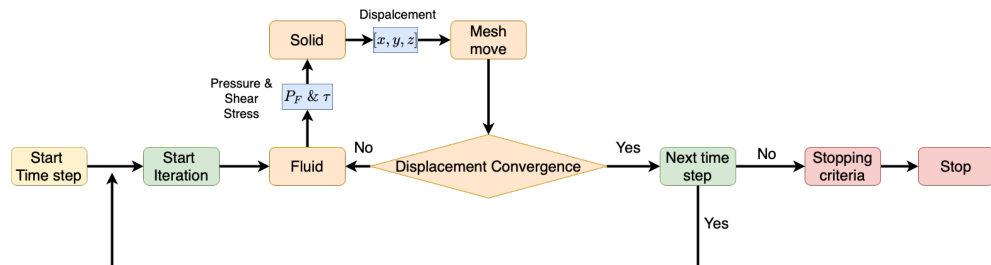 Dispalcement
Solid
[x, y, z]
Mesh
move
Pressure &
Shear
Stress
P_F & τ
Start
Time step
Start
Iteration
Fluid
No
Displacement Convergence
Yes
Next time
step
No
Stopping
criteria
Stop
Yes